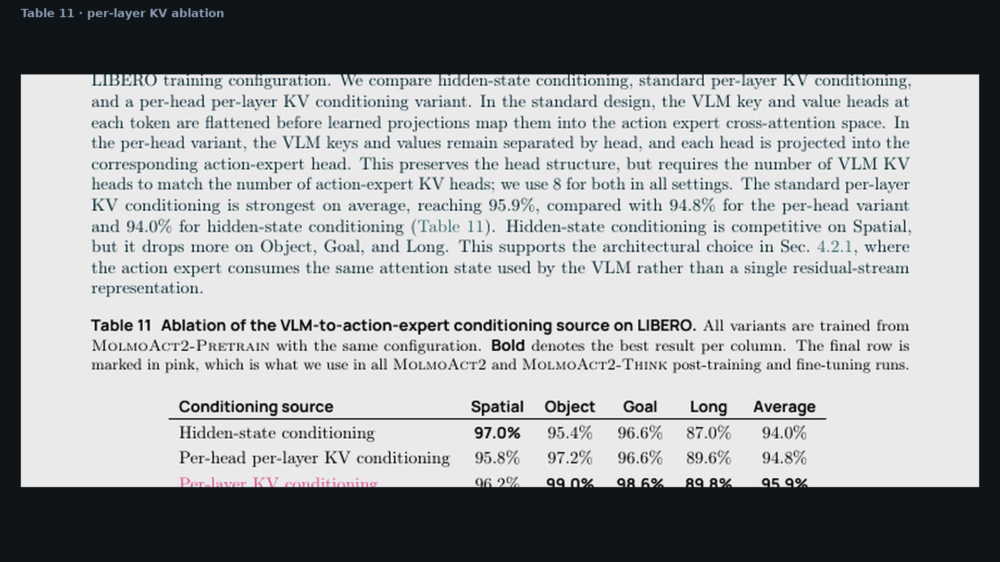 Table 11 · per-layer KV ablation
LIBERO training configuration. We compare hidden-state conditioning, standard per-layer KV conditioning,
and a per-head per-layer KV conditioning variant. In the standard design, the VLM key and value heads at
each token are flattened before learned projections map them into the action expert cross-attention space. In
the per-head variant, the VLM keys and values remain separated by head, and each head is projected into the
corresponding action-expert head. This preserves the head structure, but requires the number of VLM KV
heads to match the number of action-expert KV heads; we use 8 for both in all settings. The standard per-layer
KV conditioning is strongest on average, reaching 95.9%, compared with 94.8% for the per-head variant
and 94.0% for hidden-state conditioning (Table 11). Hidden-state conditioning is competitive on Spatial,
but it drops more on Object, Goal, and Long. This supports the architectural choice in Sec. 4.2.1, where
the action expert consumes the same attention state used by the VLM rather than a single residual-stream
representation.
Table 11 Ablation of the VLM-to-action-expert conditioning source on LIBERO. All variants are trained from
MOLMOACT2-PRETRAIN with the same configuration. Bold denotes the best result per column. The final row is
marked in pink, which is what we use in all MOLMOACT2 and MOLMOACT2-THINK post-training and fine-tuning runs.
Conditioning source Spatial Object Goal Long Average
Hidden-state conditioning 97.0% 95.4% 96.6% 87.0% 94.0%
Per-head per-layer KV conditioning 95.8% 97.2% 96.6% 89.6% 94.8%
Per-layer KV conditioning 96.2% 99.0% 98.6% 89.8% 95.9%